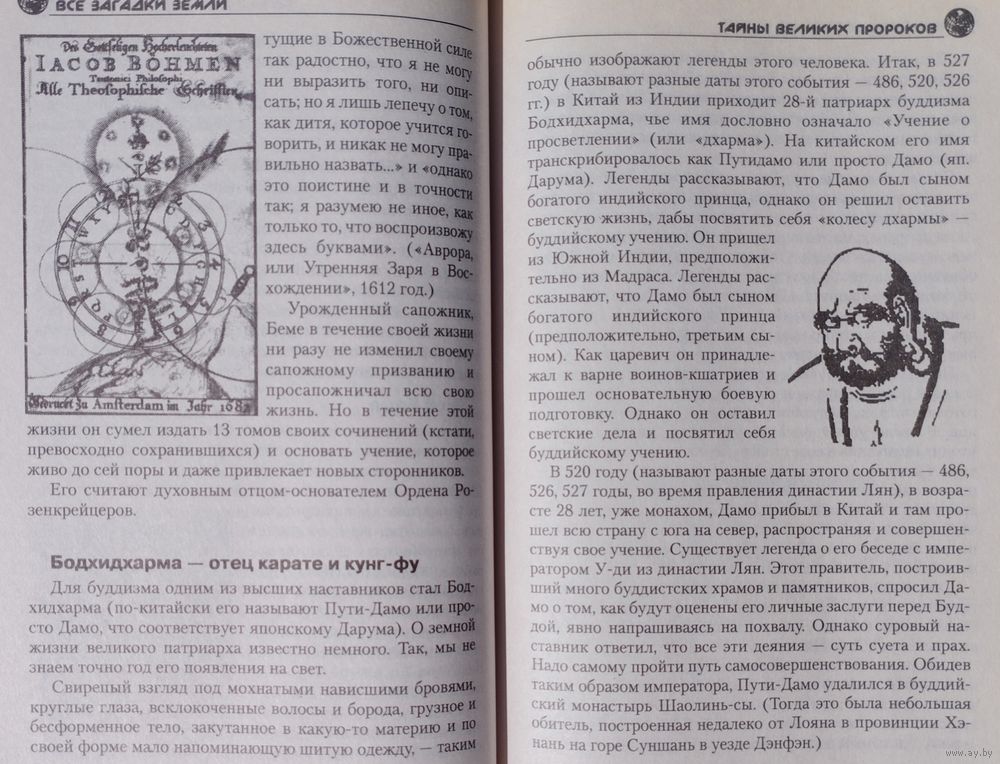 ВСЕ ЗАГАДКИ ЗЕМЛИ
Des Gottseligen Hocherleuchteten
IACOB BÖHMEN
Teutonici Philosophi
Alle Theosophische Schrifften
Gedruckt zu Amsterdam im Jahr 1682
тущие в Божественной силе
так радостно, что я не могу
ни выразить того, ни опи-
сать; но я лишь лепечу о том,
как дитя, которое учится го-
ворить, и никак не могу пра-
вильно назвать...» и «однако
это поистине и в точности
так; я разумею не иное, как
только то, что воспроизвожу
здесь буквами». («Аврора,
или Утренняя Заря в Вос-
хождении», 1612 год.)
Урожденный сапожник,
Беме в течение своей жизни
ни разу не изменил своему
сапожному призванию и
просапожничал всю свою
жизнь. Но в течение этой
жизни он сумел издать 13 томов своих сочинений (кстати,
превосходно сохранившихся) и основать учение, которое
живо до сей поры и даже привлекает новых сторонников.
Его считают духовным отцом-основателем Ордена Ро-
зенкрейцеров.
Бодхидхарма — отец карате и кунг-фу
Для буддизма одним из высших наставников стал Бод-
хидхарма (по-китайски его называют Пути-Дамо или про-
сто Дамо, что соответствует японскому Дарума). О земной
жизни великого патриарха известно немного. Так, мы не
знаем точно год его появления на свет.
Свирепый взгляд под мохнатыми нависшими бровями,
круглые глаза, всклокоченные волосы и борода, грузное и
бесформенное тело, закутанное в какую-то материю и по
своей форме мало напоминающую шитую одежду, — таким
ТАЙНЫ ВЕЛИКИХ ПРОРОКОВ
обычно изображают легенды этого человека. Итак, в 527
году (называют разные даты этого события — 486, 520, 526
гг.) в Китай из Индии приходит 28-й патриарх буддизма
Бодхидхарма, чье имя дословно означало «Учение о
просветлении» (или «дхарма»). На китайском его имя
транскрибировалось как Путидамо или просто Дамо (яп.
Дарума). Легенды рассказывают, что Дамо был сыном
богатого индийского принца, однако он решил оставить
светскую жизнь, дабы посвятить себя «колесу дхармы» —
буддийскому учению. Он пришел
из Южной Индии, предположи-
тельно из Мадраса. Легенды рас-
сказывают, что Дамо был сыном
богатого индийского принца
(предположительно, третьим сы-
ном). Как царевич он принадле-
жал к варне воинов-кшатриев и
прошел основательную боевую
подготовку. Однако он оставил
светские дела и посвятил себя
буддийскому учению.
В 520 году (называют разные даты этого события — 486,
526, 527 годы, во время правления династии Лян), в возра-
сте 28 лет, уже монахом, Дамо прибыл в Китай и там про-
шел всю страну с юга на север, распространяя и совершен-
ствуя свое учение. Существует легенда о его беседе с импе-
ратором У-ди из династии Лян. Этот правитель, построив-
ший много буддистских храмов и памятников, спросил Да-
мо о том, как будут оценены его личные заслуги перед Буд-
дой, явно напрашиваясь на похвалу. Однако суровый на-
ставник ответил, что все эти деяния — суть суета и прах.
Надо самому пройти путь самосовершенствования. Обидев
таким образом императора, Пути-Дамо удалился в буддий-
ский монастырь Шаолинь-сы. (Тогда это была небольшая
обитель, построенная недалеко от Лояна в провинции Хэ-
нань на горе Суншань в уезде Дэнфэн.)
www.ay.by